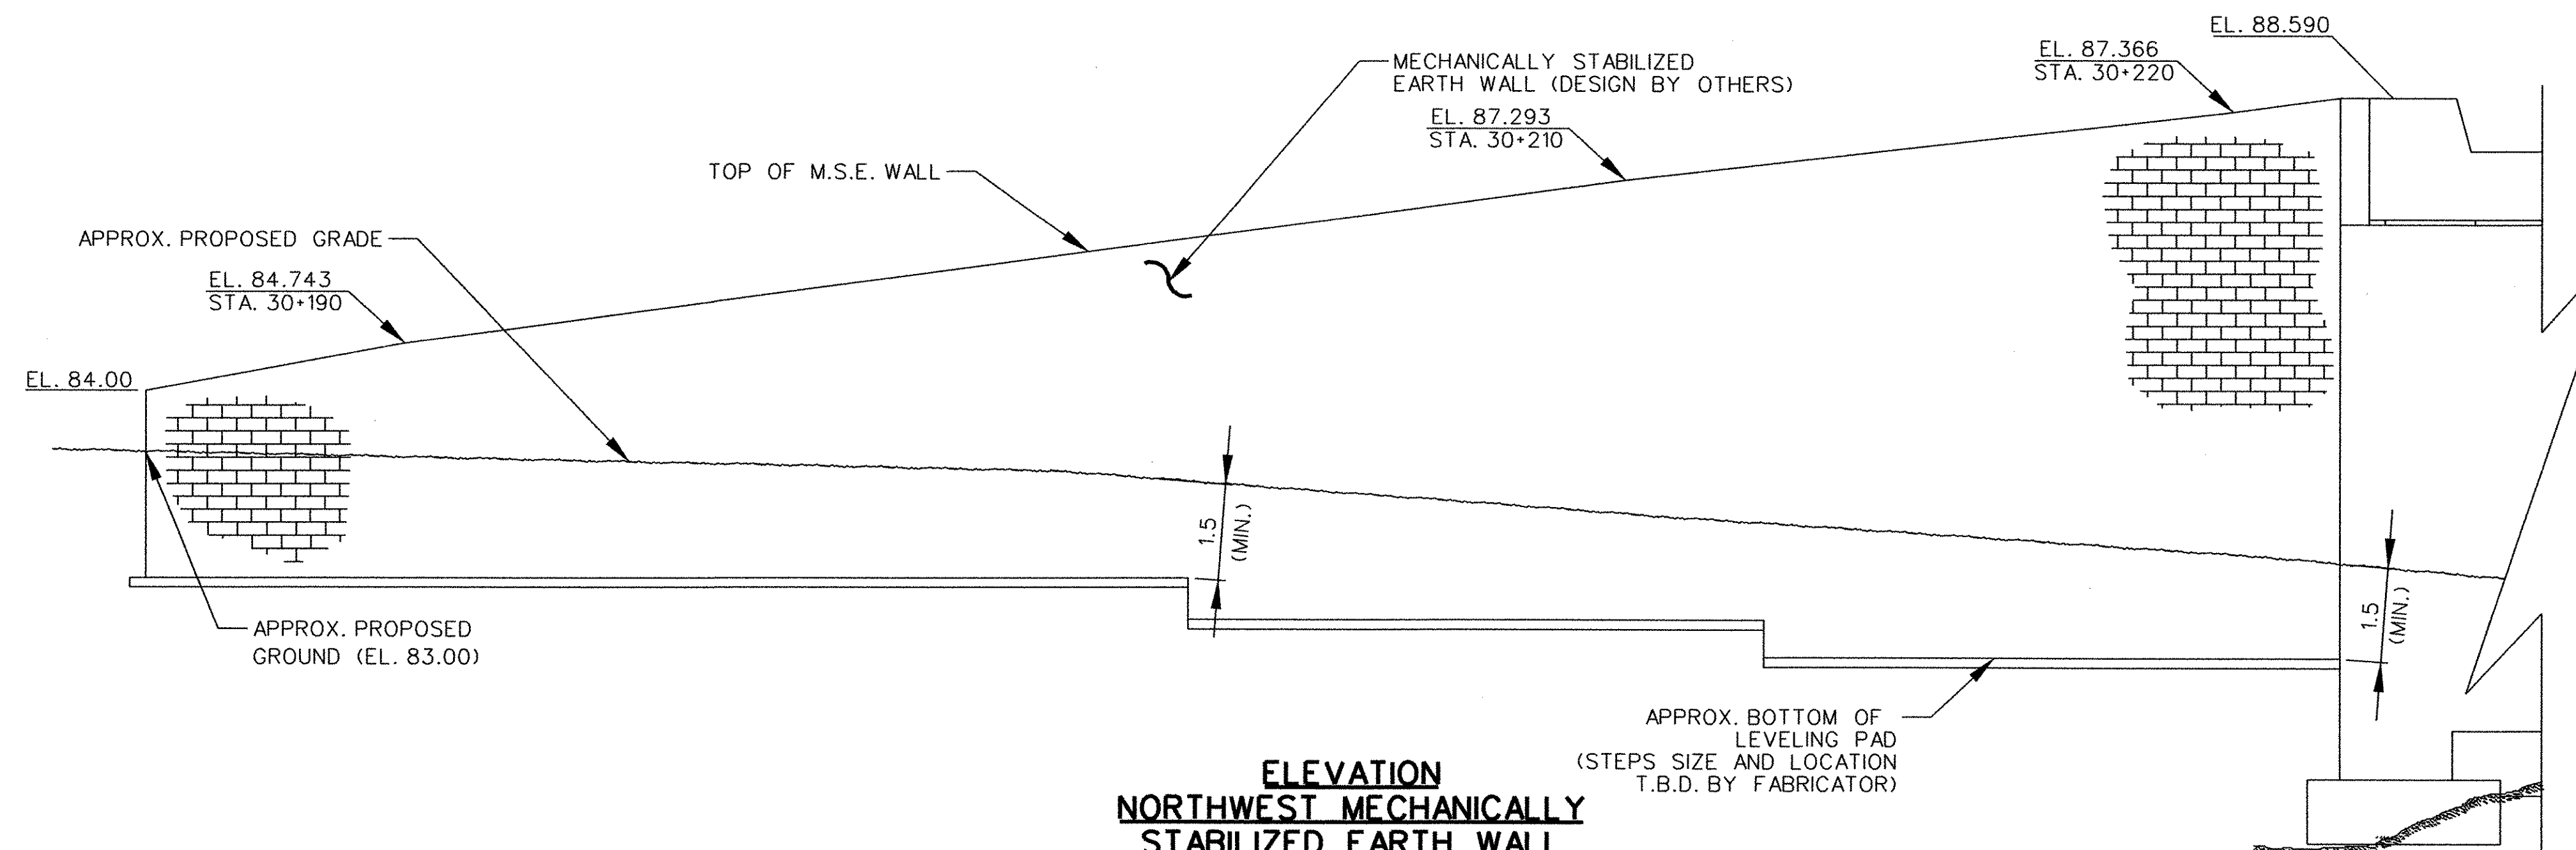 EL. 88.590
EL. 87.366
STA. 30+220
MECHANICALLY STABILIZED
EARTH WALL (DESIGN BY OTHERS)
EL. 87.293
STA. 30+210
TOP OF M.S.E. WALL
APPROX. PROPOSED GRADE
EL. 84.743
STA. 30+190
EL. 84.00
1.5
(MIN.)
1.5
(MIN.)
APPROX. PROPOSED
GROUND (EL. 83.00)
APPROX. BOTTOM OF
LEVELING PAD
(STEPS SIZE AND LOCATION
T.B.D. BY FABRICATOR)
ELEVATION
NORTHWEST MECHANICALLY
STABILIZED EARTH WALL